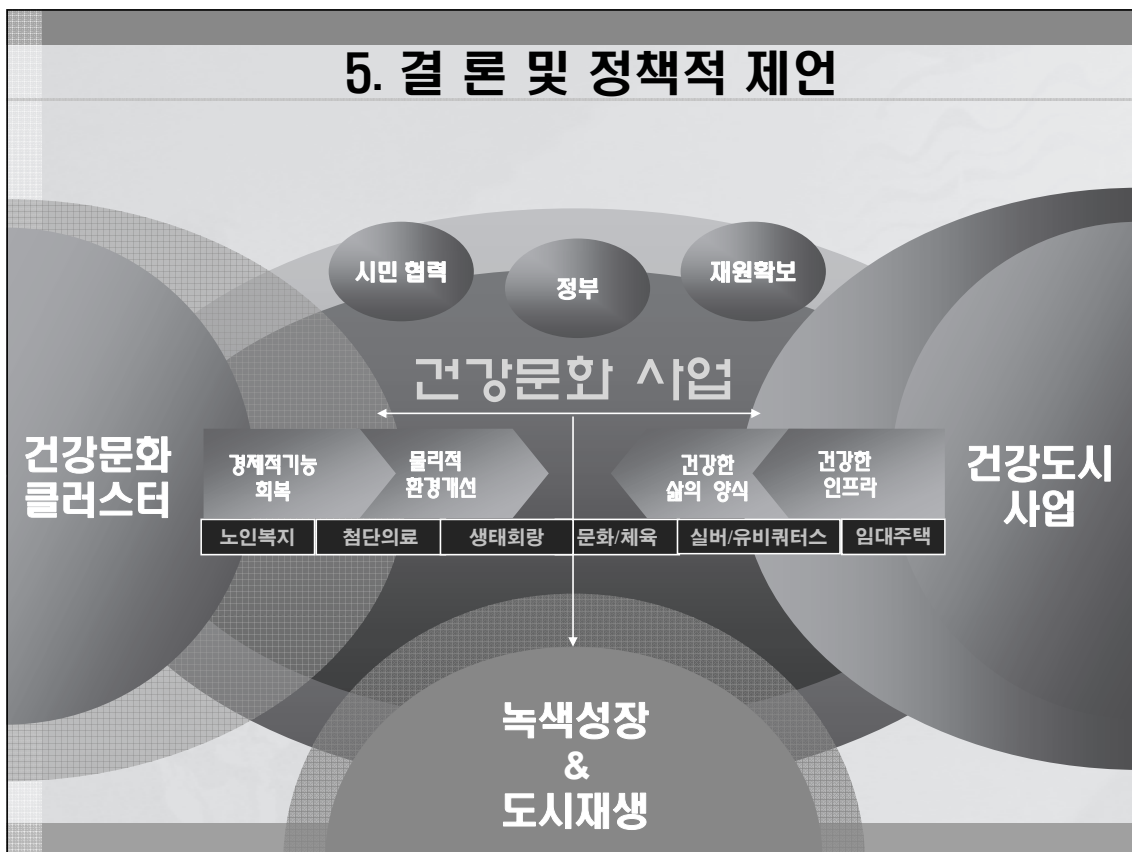 5. 결 론 및 정책적 제언
시민 협력
정부
재원확보
건강문화 사업
건강문화
클러스터
경제적기능
회복
물리적
환경개선
건강한
삶의 양식
건강한
인프라
건강도시
사업
노인복지
첨단의료
생태회랑
문화/체육
실버/유비쿼터스
임대주택
녹색성장
&
도시재생